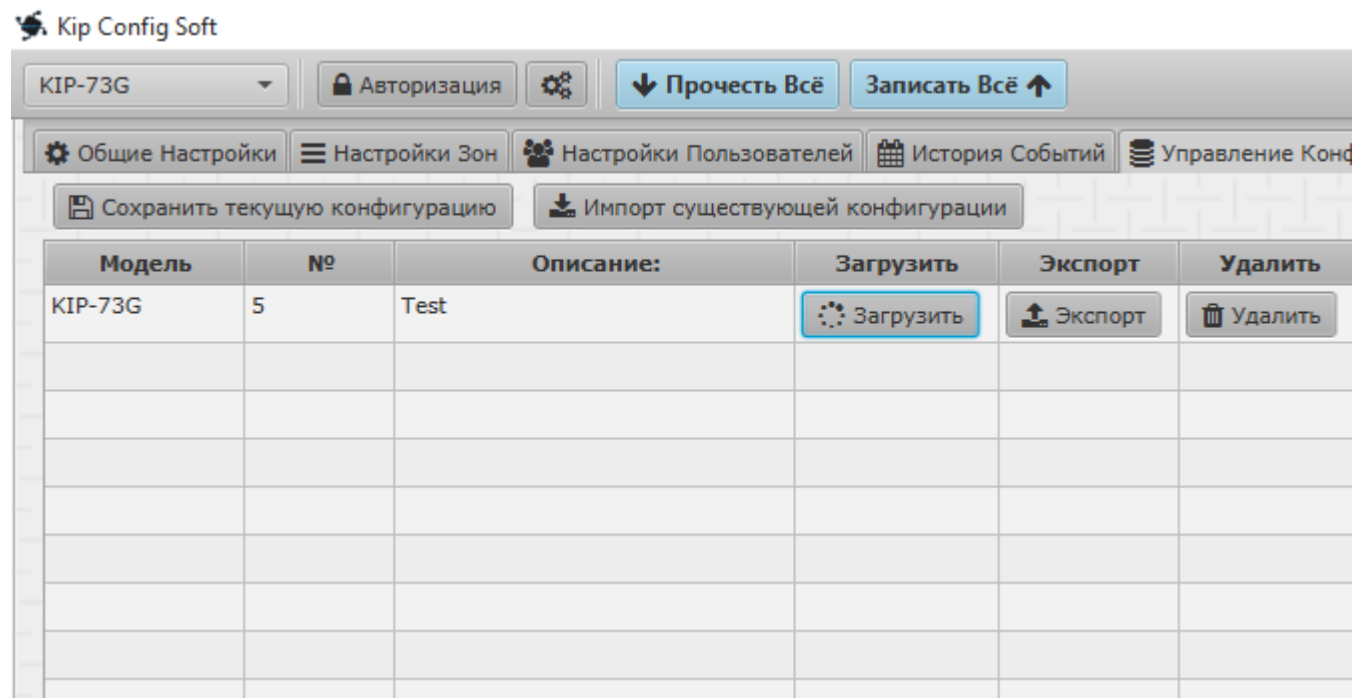 Kip Config Soft
KIP-73G Авторизация Прочесть Всё Записать Всё
Общие Настройки Настройки Зон Настройки Пользователей История Событий Управление
Сохранить текущую конфигурацию Импорт существующей конфигурации
Модель № Описание: Загрузить Экспорт Удалить
KIP-73G 5 Test Загрузить Экспорт Удалить